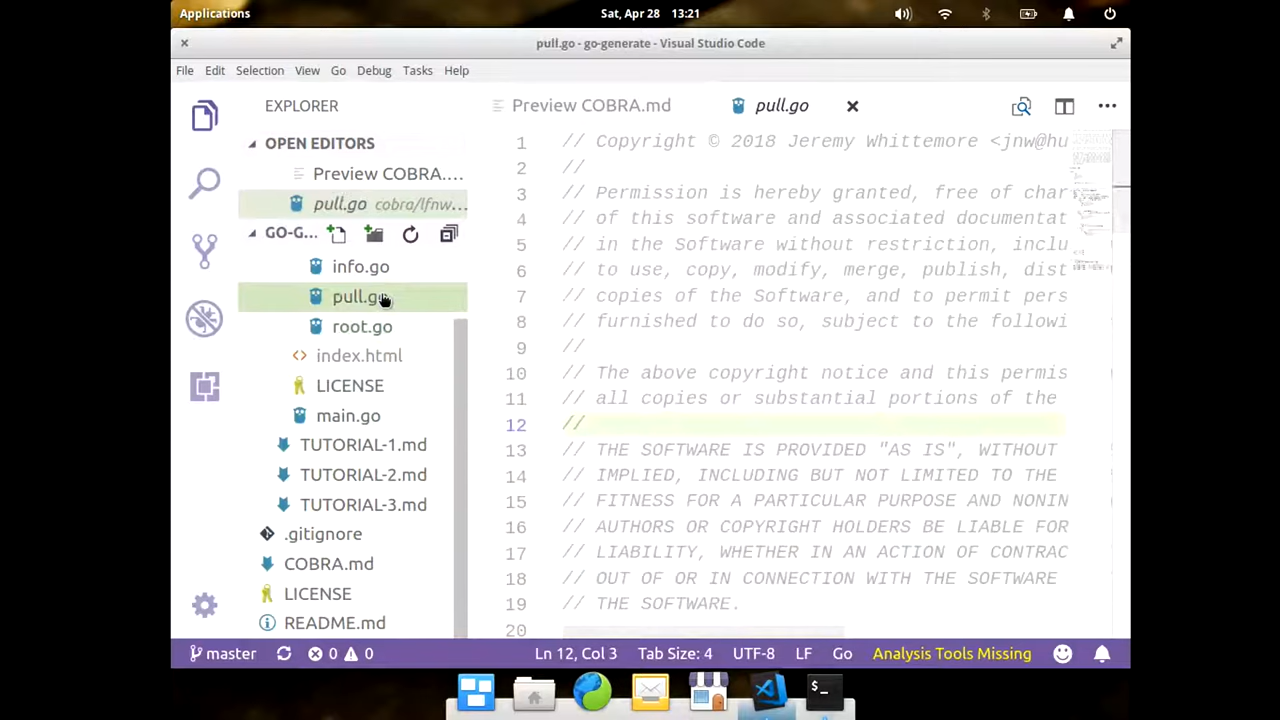 Applications
Sat, Apr 28 13:21
pull.go - go-generate - Visual Studio Code
File Edit Selection View Go Debug Tasks Help
EXPLORER
OPEN EDITORS
Preview COBRA....
pull.go cobra/lfnw...
GO-G...
info.go
pull.go
root.go
index.html
LICENSE
main.go
TUTORIAL-1.md
TUTORIAL-2.md
TUTORIAL-3.md
.gitignore
COBRA.md
LICENSE
README.md
Preview COBRA.md
pull.go
1 // Copyright © 2018 Jeremy Whittemore <jnw@hu
2 //
3 // Permission is hereby granted, free of char
4 // of this software and associated documentat
5 // in the Software without restriction, inclu
6 // to use, copy, modify, merge, publish, dist
7 // copies of the Software, and to permit pers
8 // furnished to do so, subject to the followi
9 //
10 // The above copyright notice and this permis
11 // all copies or substantial portions of the
12 //
13 // THE SOFTWARE IS PROVIDED "AS IS", WITHOUT
14 // IMPLIED, INCLUDING BUT NOT LIMITED TO THE
15 // FITNESS FOR A PARTICULAR PURPOSE AND NONIN
16 // AUTHORS OR COPYRIGHT HOLDERS BE LIABLE FOR
17 // LIABILITY, WHETHER IN AN ACTION OF CONTRAC
18 // OUT OF OR IN CONNECTION WITH THE SOFTWARE
19 // THE SOFTWARE.
20
master 0 0 Ln 12, Col 3 Tab Size: 4 UTF-8 LF Go Analysis Tools Missing